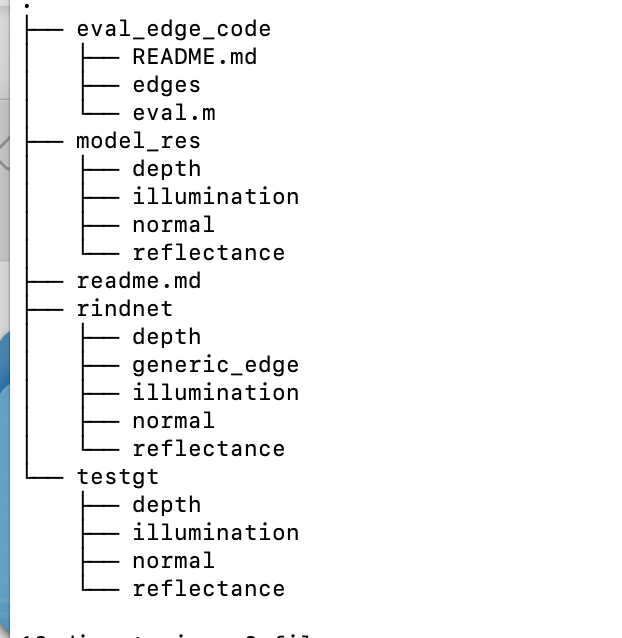 .
├── eval_edge_code
│   ├── README.md
│   ├── edges
│   └── eval.m
├── model_res
│   ├── depth
│   ├── illumination
│   ├── normal
│   └── reflectance
├── readme.md
├── rindnet
│   ├── depth
│   ├── generic_edge
│   ├── illumination
│   ├── normal
│   └── reflectance
└── testgt
    ├── depth
    ├── illumination
    ├── normal
    └── reflectance